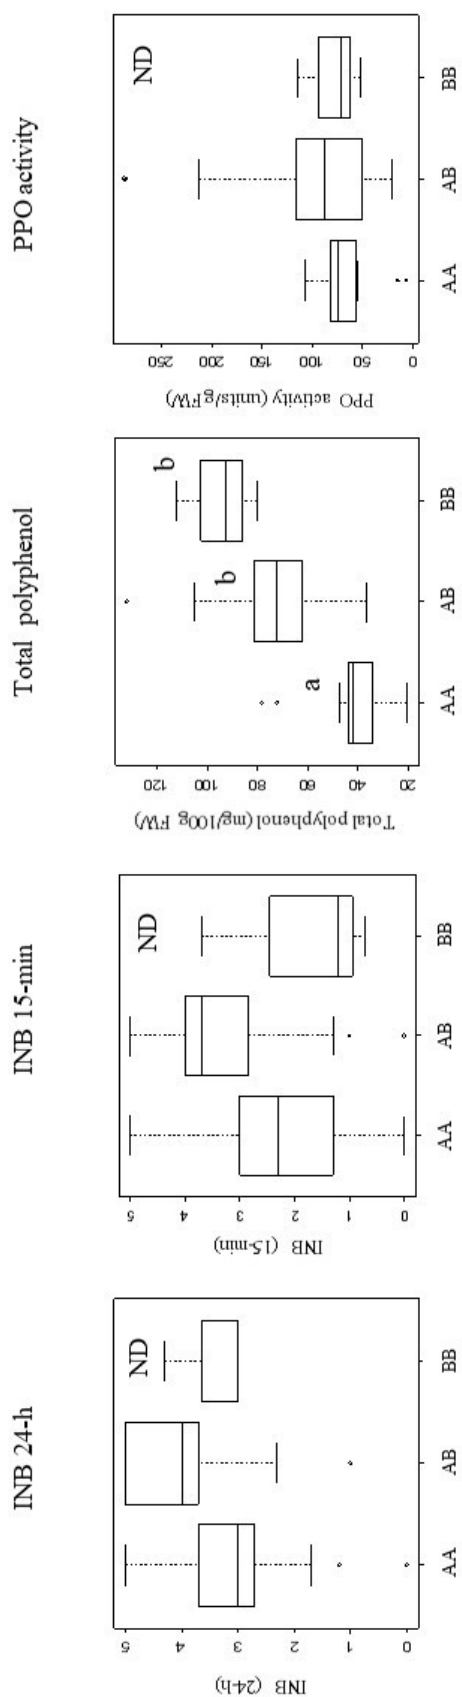 INB 24-h
INB (24-h)
5
4
3
2
1
0
ND
AA
AB
BB
INB 15-min
INB (15-min)
5
4
3
2
1
0
ND
AA
AB
BB
Total polyphenol
Total polyphenol (mg/100g FW)
120
100
80
60
40
20
a
b
b
AA
AB
BB
PPO activity
PPO activity (units/g FW)
250
200
150
100
50
0
ND
AA
AB
BB